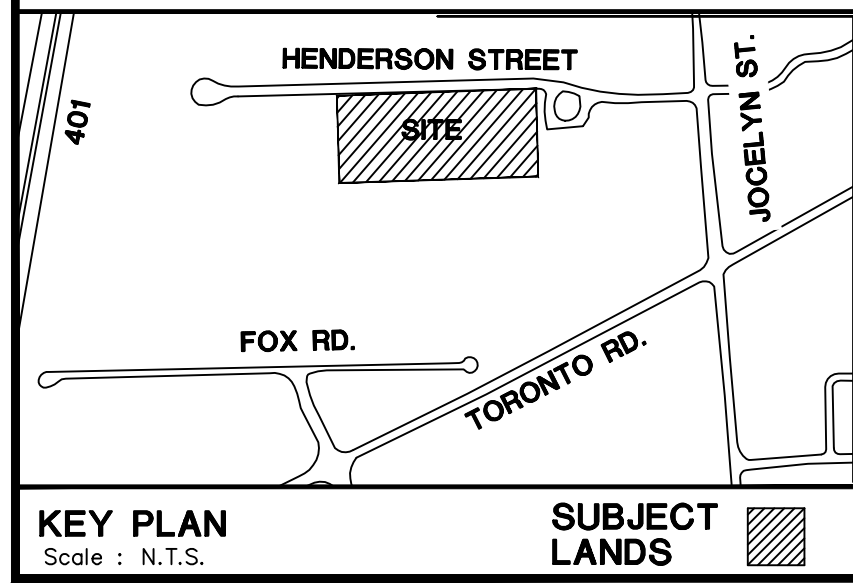 HENDERSON STREET
JOCELYN ST.
401
SITE
FOX RD.
TORONTO RD.
KEY PLAN
Scale : N.T.S.
SUBJECT
LANDS